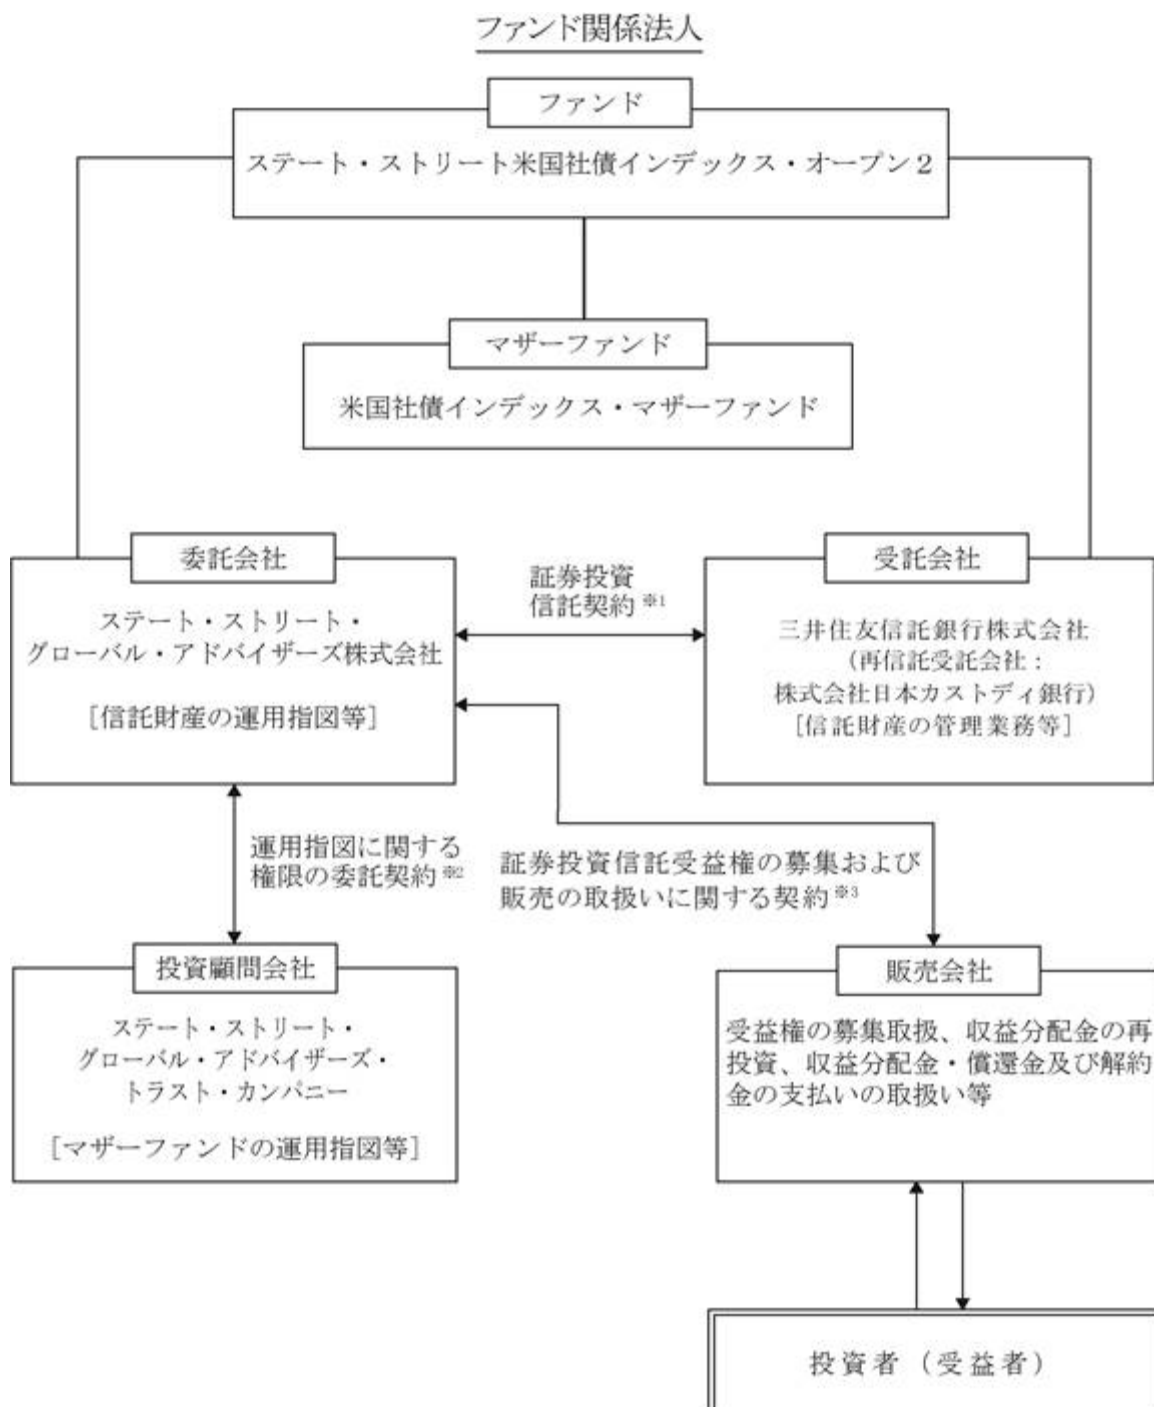 ファンド関係法人
ファンド
ステート・ストリート米国社債インデックス・オープン２
マザーファンド
米国社債インデックス・マザーファンド
委託会社
ステート・ストリート・
グローバル・アドバイザーズ株式会社
［信託財産の運用指図等］
証券投資
信託契約※1
受託会社
三井住友信託銀行株式会社
（再信託受託会社：
株式会社日本カストディ銀行）
［信託財産の管理業務等］
運用指図に関する
権限の委託契約※2
証券投資信託受益権の募集および
販売の取扱いに関する契約※3
投資顧問会社
ステート・ストリート・
グローバル・アドバイザーズ・
トラスト・カンパニー
［マザーファンドの運用指図等］
販売会社
受益権の募集取扱、収益分配金の再
投資、収益分配金・償還金及び解約
金の支払いの取扱い等
投資者（受益者）